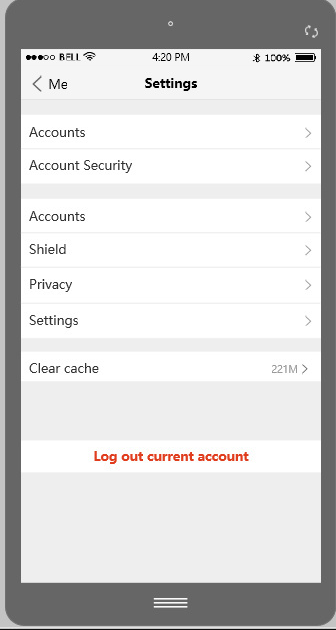 BELL 4:20 PM 100%
Me Settings
Accounts
Account Security
Accounts
Shield
Privacy
Settings
Clear cache 221M
Log out current account